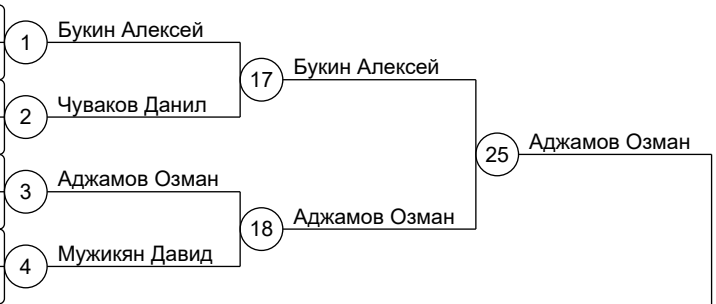 1 Букин Алексей
17 Букин Алексей
2 Чуваков Данил
25 Аджамов Озман
3 Аджамов Озман
18 Аджамов Озман
4 Мужикян Давид